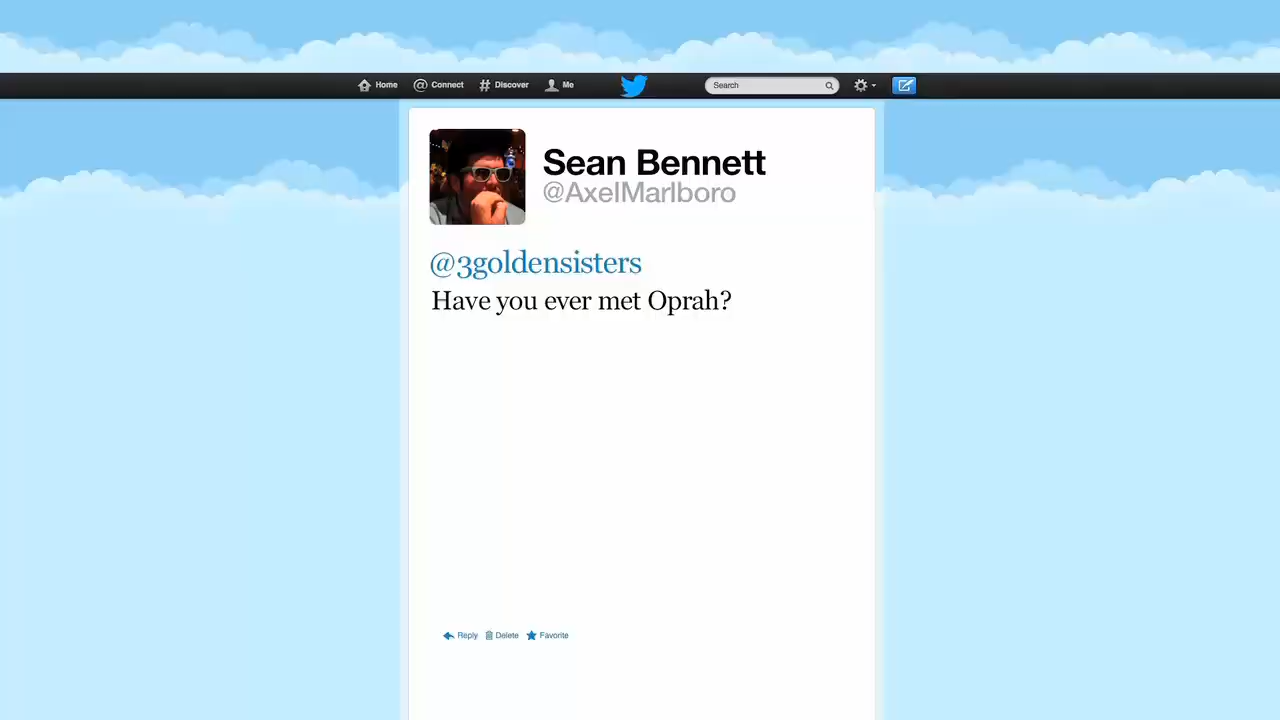 Home Connect Discover Me Search
Sean Bennett
@AxelMarlboro
@3goldensisters
Have you ever met Oprah?
Reply Delete Favorite